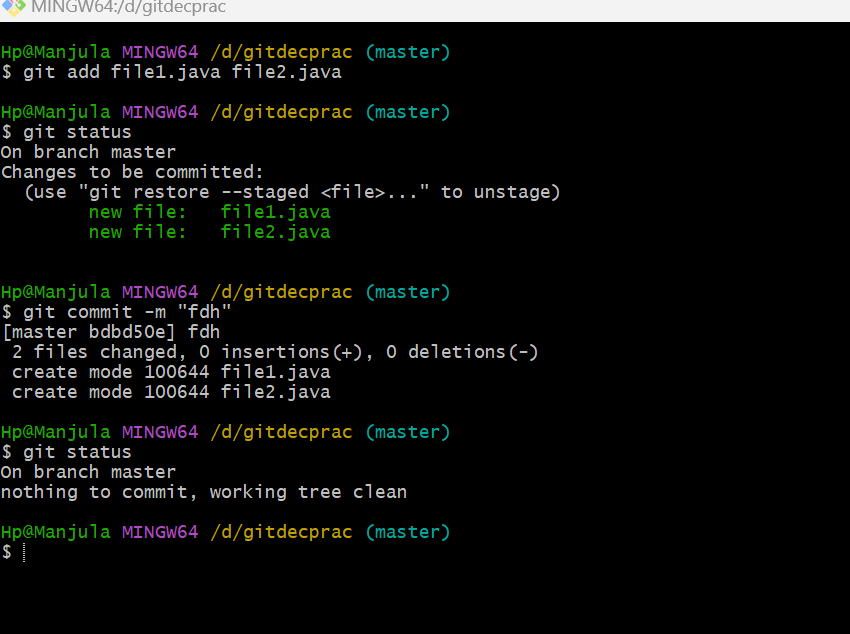 MINGW64:/d/gitdecprac
Hp@Manjula MINGW64 /d/gitdecprac (master)
$ git add file1.java file2.java
Hp@Manjula MINGW64 /d/gitdecprac (master)
$ git status
On branch master
Changes to be committed:
  (use "git restore --staged <file>..." to unstage)
        new file:   file1.java
        new file:   file2.java
Hp@Manjula MINGW64 /d/gitdecprac (master)
$ git commit -m "fdh"
[master bdbd50e] fdh
 2 files changed, 0 insertions(+), 0 deletions(-)
 create mode 100644 file1.java
 create mode 100644 file2.java
Hp@Manjula MINGW64 /d/gitdecprac (master)
$ git status
On branch master
nothing to commit, working tree clean
Hp@Manjula MINGW64 /d/gitdecprac (master)
$